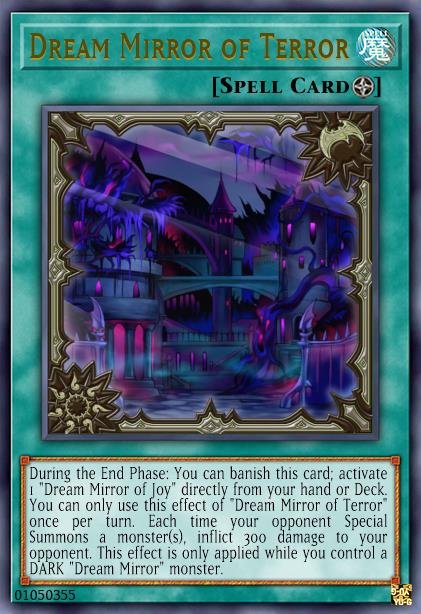 DREAM MIRROR OF TERROR
SPELL
魔
[SPELL CARD]
During the End Phase: You can banish this card; activate
1 "Dream Mirror of Joy" directly from your hand or Deck.
You can only use this effect of "Dream Mirror of Terror"
once per turn. Each time your opponent Special
Summons a monster(s), inflict 300 damage to your
opponent. This effect is only applied while you control a
DARK "Dream Mirror" monster.
01050355